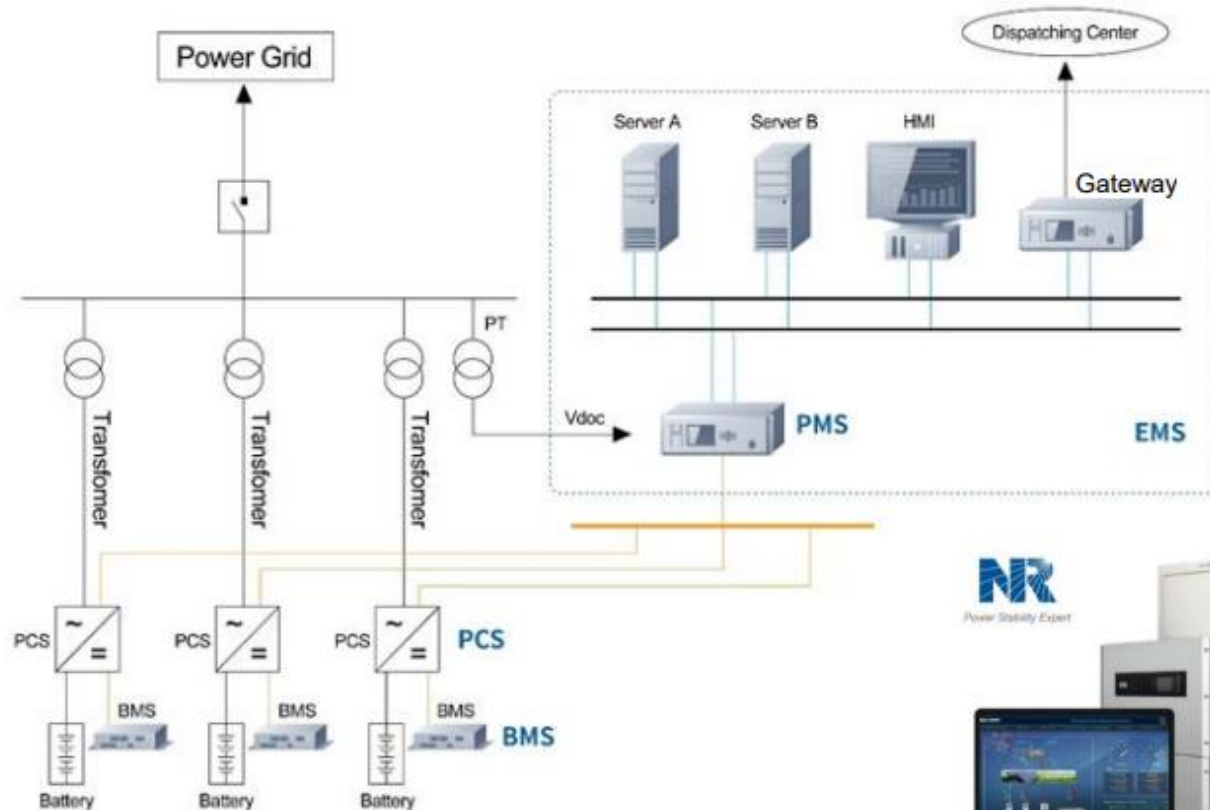 Dispatching Center
Power Grid
Server A
Server B
HMI
Gateway
PT
Vdoc
PMS
EMS
Transfomer
Transfomer
Transfomer
NR
Power Stability Expert
PCS
PCS
PCS
PCS
BMS
BMS
BMS
BMS
Battery
Battery
Battery